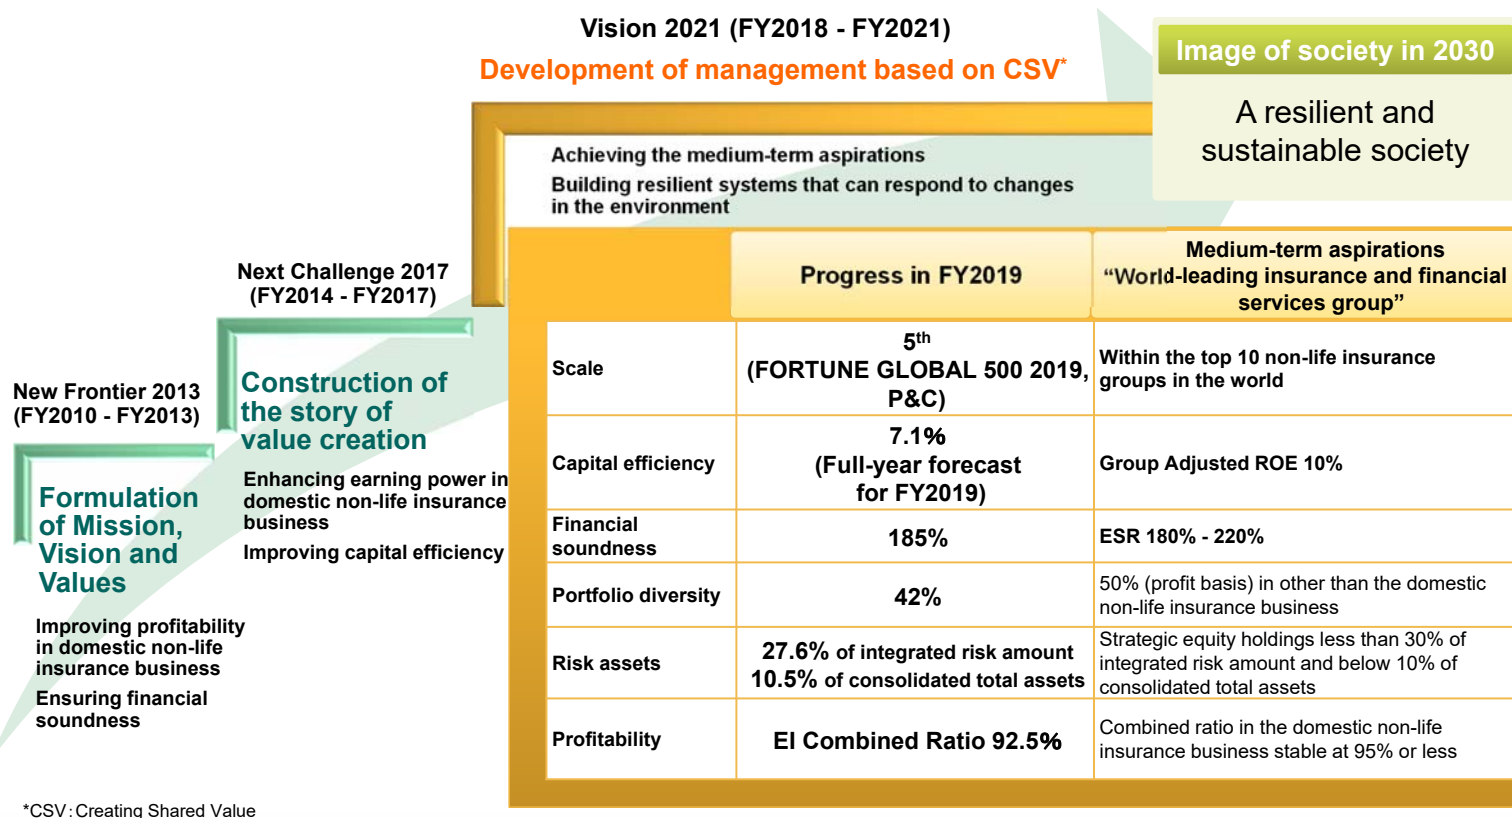 Vision 2021 (FY2018 - FY2021)
Development of management based on CSV*
Image of society in 2030
A resilient and
sustainable society
Achieving the medium-term aspirations
Building resilient systems that can respond to changes
in the environment
Next Challenge 2017
(FY2014 - FY2017)
Construction of
the story of
value creation
Enhancing earning power in
domestic non-life insurance
business
Improving capital efficiency
New Frontier 2013
(FY2010 - FY2013)
Formulation
of Mission,
Vision and
Values
Improving profitability
in domestic non-life
insurance business
Ensuring financial
soundness
Progress in FY2019
Medium-term aspirations
“World-leading insurance and financial
services group”
Scale
5th
(FORTUNE GLOBAL 500 2019,
P&C)
Within the top 10 non-life insurance
groups in the world
Capital efficiency
7.1%
(Full-year forecast
for FY2019)
Group Adjusted ROE 10%
Financial
soundness
185%
ESR 180% - 220%
Portfolio diversity
42%
50% (profit basis) in other than the domestic
non-life insurance business
Risk assets
27.6% of integrated risk amount
10.5% of consolidated total assets
Strategic equity holdings less than 30% of
integrated risk amount and below 10% of
consolidated total assets
Profitability
EI Combined Ratio 92.5%
Combined ratio in the domestic non-life
insurance business stable at 95% or less
*CSV:Creating Shared Value